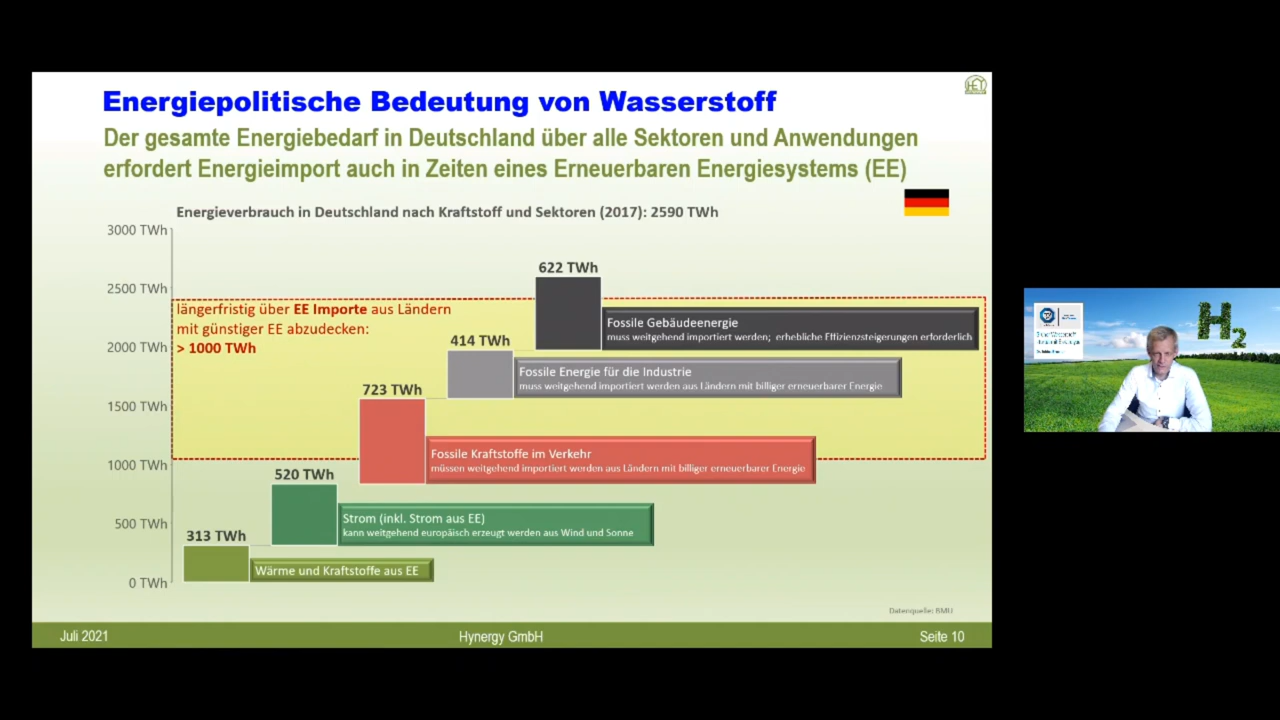 Energiepolitische Bedeutung von Wasserstoff
Der gesamte Energiebedarf in Deutschland über alle Sektoren und Anwendungen
erfordert Energieimport auch in Zeiten eines Erneuerbaren Energiesystems (EE)
Energieverbrauch in Deutschland nach Kraftstoff und Sektoren (2017): 2590 TWh
3000 TWh
2500 TWh
2000 TWh
1500 TWh
1000 TWh
500 TWh
0 TWh
längerfristig über EE Importe aus Ländern
mit günstiger EE abzudecken:
> 1000 TWh
622 TWh
Fossile Gebäudeenergie
muss weitgehend importiert werden; erhebliche Effizienzsteigerungen erforderlich
414 TWh
Fossile Energie für die Industrie
muss weitgehend importiert werden aus Ländern mit billiger erneuerbarer Energie
723 TWh
Fossile Kraftstoffe im Verkehr
müssen weitgehend importiert werden aus Ländern mit billiger erneuerbarer Energie
520 TWh
Strom (inkl. Strom aus EE)
kann weitgehend europäisch erzeugt werden aus Wind und Sonne
313 TWh
Wärme und Kraftstoffe aus EE
Datenquelle: BMU
Juli 2021
Hynergy GmbH
Seite 10
H2